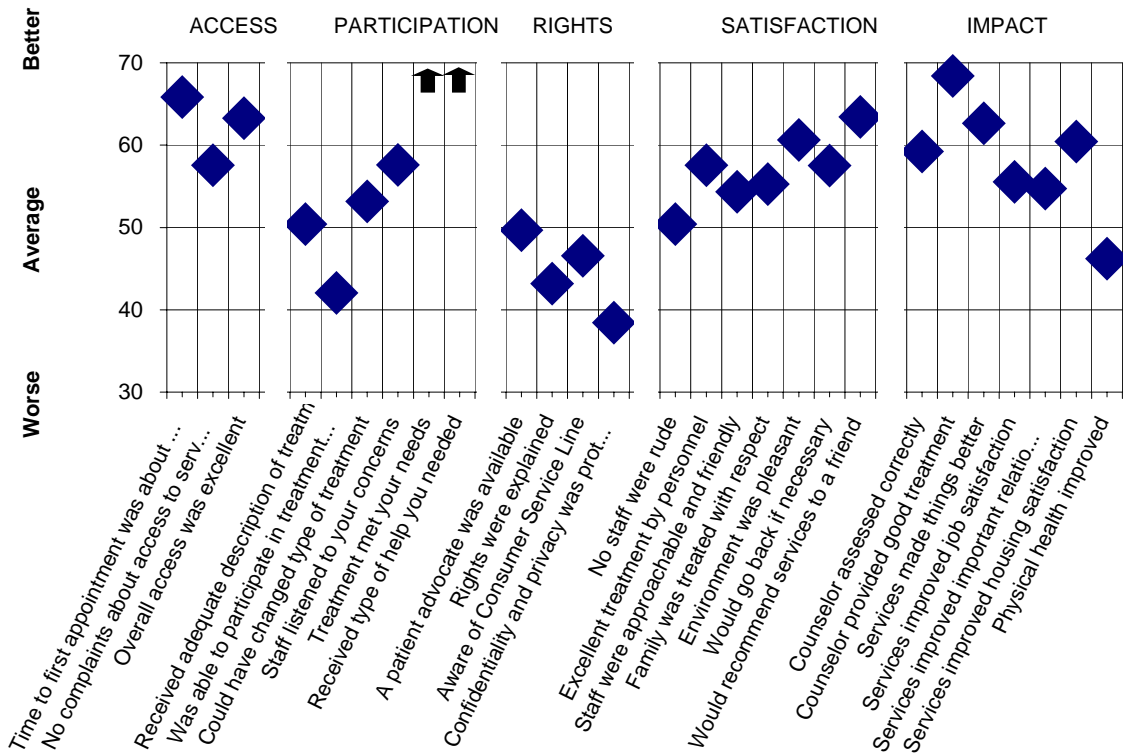 ACCESS
PARTICIPATION
RIGHTS
SATISFACTION
IMPACT
Better
Average
Worse
70
60
50
40
30
Time to first appointment was about ...
No complaints about access to serv...
Overall access was excellent
Received adequate description of treatm
Was able to participate in treatment...
Could have changed type of treatment
Staff listened to your concerns
Treatment met your needs
Received type of help you needed
A patient advocate was available
Rights were explained
Aware of Consumer Service Line
Confidentiality and privacy was prot...
No staff were rude
Excellent treatment by personnel
Staff were approachable and friendly
Family was treated with respect
Environment was pleasant
Would go back if necessary
Would recommend services to a friend
Counselor assessed correctly
Counselor provided good treatment
Services made things better
Services improved job satisfaction
Services improved important relatio...
Services improved housing satisfaction
Physical health improved